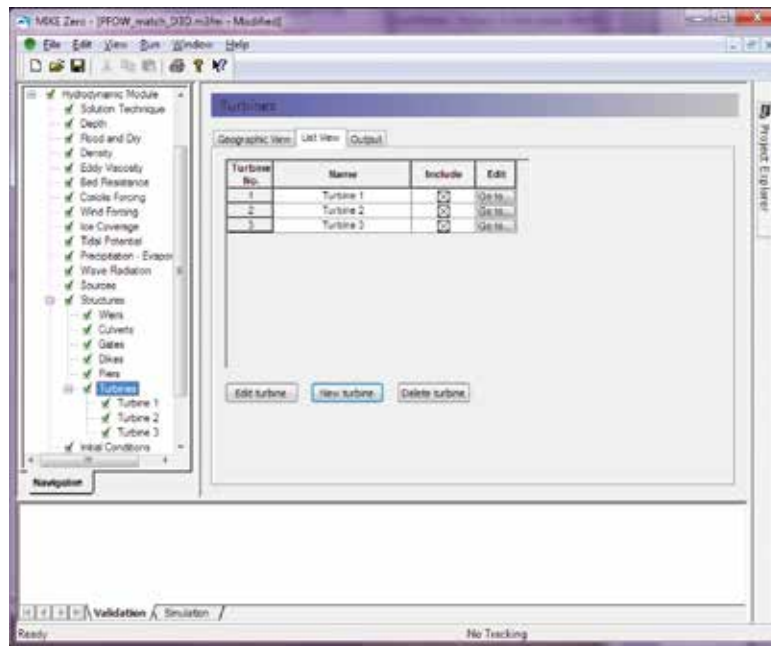 MIKE Zero - [PFOW_match_D3D.m3fm - Modified]
File Edit View Run Window Help
Hydrodynamic Module
Solution Technique
Depth
Flood and Dry
Density
Eddy Viscosity
Bed Resistance
Coriolis Forcing
Wind Forcing
Ice Coverage
Tidal Potential
Precipitation - Evapor
Wave Radiation
Sources
Structures
Weirs
Culverts
Gates
Dikes
Piers
Turbines
Turbine 1
Turbine 2
Turbine 3
Initial Conditions
Navigation
Turbines
Geographic View List View Output
Turbine No. Name Include Edit
1 Turbine 1 Go to...
2 Turbine 2 Go to...
3 Turbine 3 Go to...
Edit turbine New turbine Delete turbine
Project Explorer
Validation Simulation
Ready No Tracking